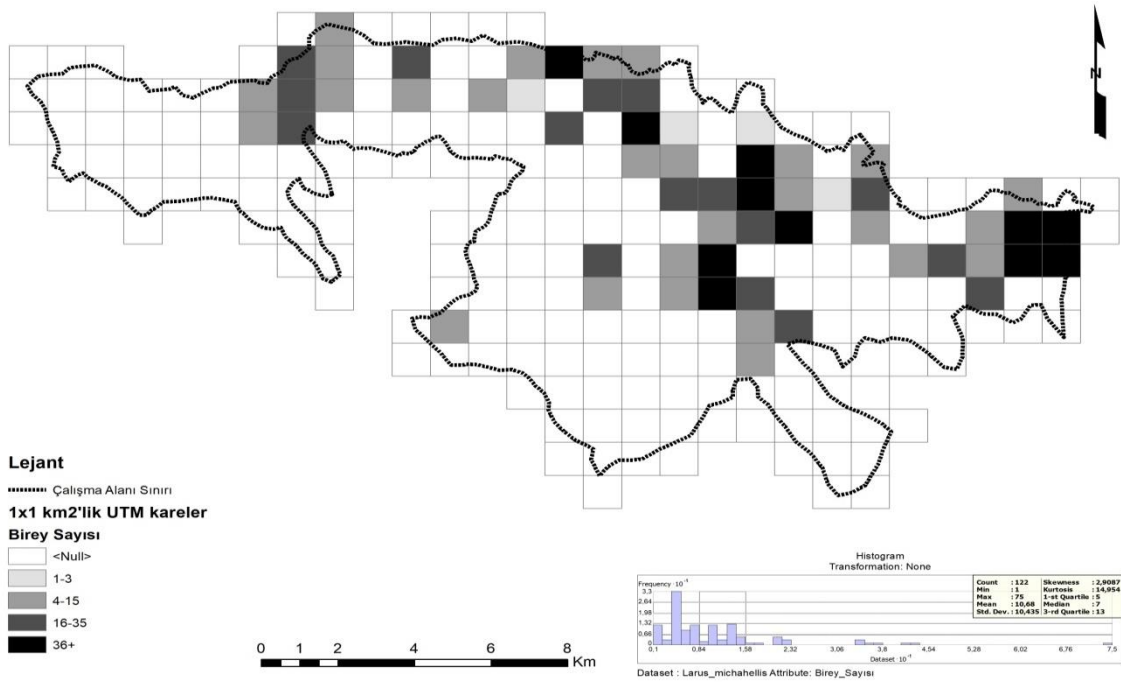 N
Lejant
Çalışma Alanı Sınırı
1x1 km2'lik UTM kareler
Birey Sayısı
<Null>
1-3
4-15
16-35
36+
0 2 4 6 8
Km
Histogram
Transformation: None
Frequency · 10⁻¹
3,3
2,64
1,98
1,32
0,66
0
0,1 0,84 1,58 2,32 3,06 3,8 4,54 5,28 6,02 6,76 7,5
Dataset · 10⁻¹
Count : 122 Skewness : 2,9087
Min : 1 Kurtosis : 14,954
Max : 75 1-st Quartile : 5
Mean : 10,68 Median : 7
Std. Dev. : 10,435 3-rd Quartile : 13
Dataset : Larus_michahellis Attribute: Birey_Sayısı